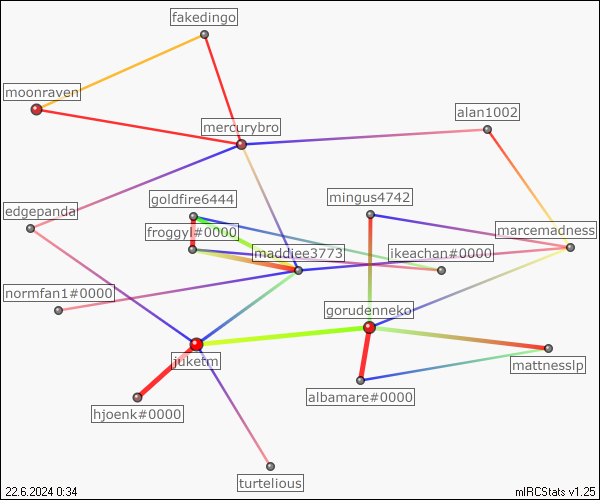 fakedingo
moonraven
alan1002
mercurybro
goldfire6444
mingus4742
edgepanda
froggyl#0000
marcemadness
maddiee3773
ikeachan#0000
normfan1#0000
gorudenneko
juketm
mattnesslp
albamare#0000
hjoenk#0000
turtelious
22.6.2024 0:34
mIRCStats v1.25